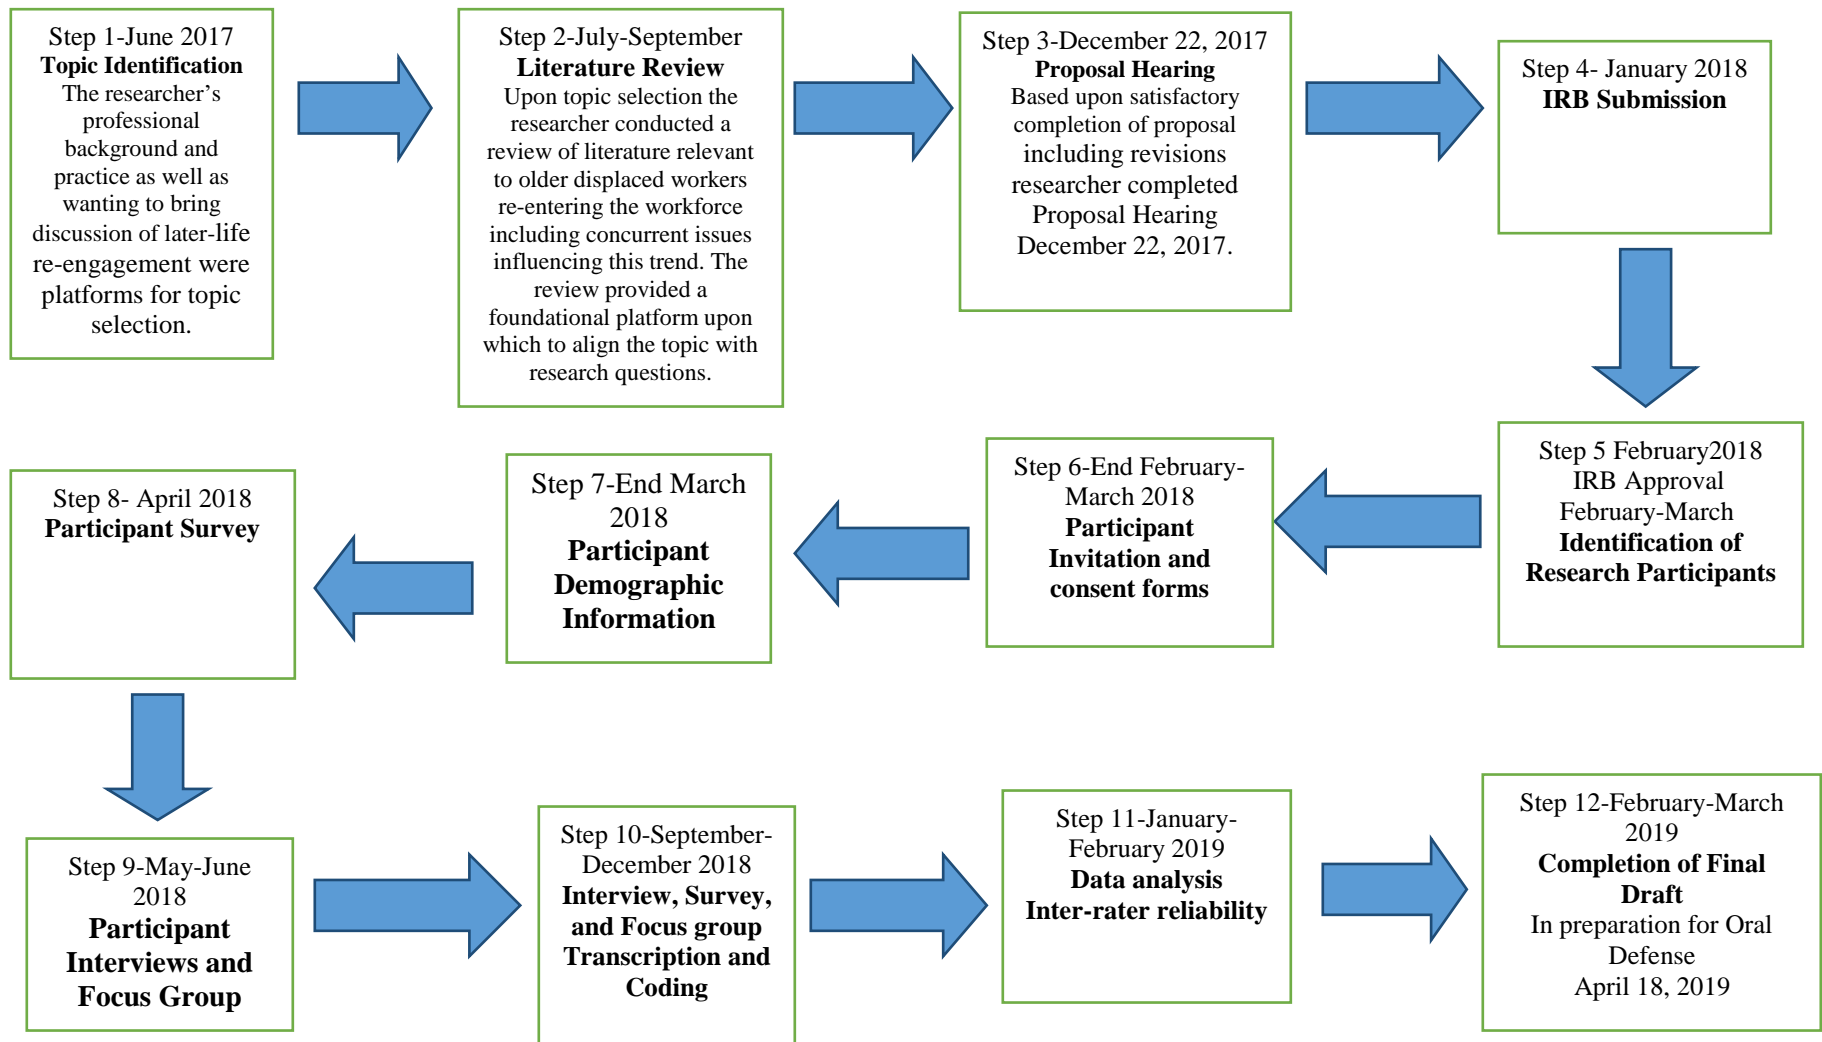 Step 1-June 2017
Topic Identification
The researcher's
professional
background and
practice as well as
wanting to bring
discussion of later-life
re-engagement were
platforms for topic
selection.
Step 2-July-September
Literature Review
Upon topic selection the
researcher conducted a
review of literature relevant
to older displaced workers
re-entering the workforce
including concurrent issues
influencing this trend. The
review provided a
foundational platform upon
which to align the topic with
research questions.
Step 3-December 22, 2017
Proposal Hearing
Based upon satisfactory
completion of proposal
including revisions
researcher completed
Proposal Hearing
December 22, 2017.
Step 4- January 2018
IRB Submission
Step 5 February2018
IRB Approval
February-March
Identification of
Research Participants
Step 6-End February-
March 2018
Participant
Invitation and
consent forms
Step 7-End March
2018
Participant
Demographic
Information
Step 8- April 2018
Participant Survey
Step 9-May-June
2018
Participant
Interviews and
Focus Group
Step 10-September-
December 2018
Interview, Survey,
and Focus group
Transcription and
Coding
Step 11-January-
February 2019
Data analysis
Inter-rater reliability
Step 12-February-March
2019
Completion of Final
Draft
In preparation for Oral
Defense
April 18, 2019